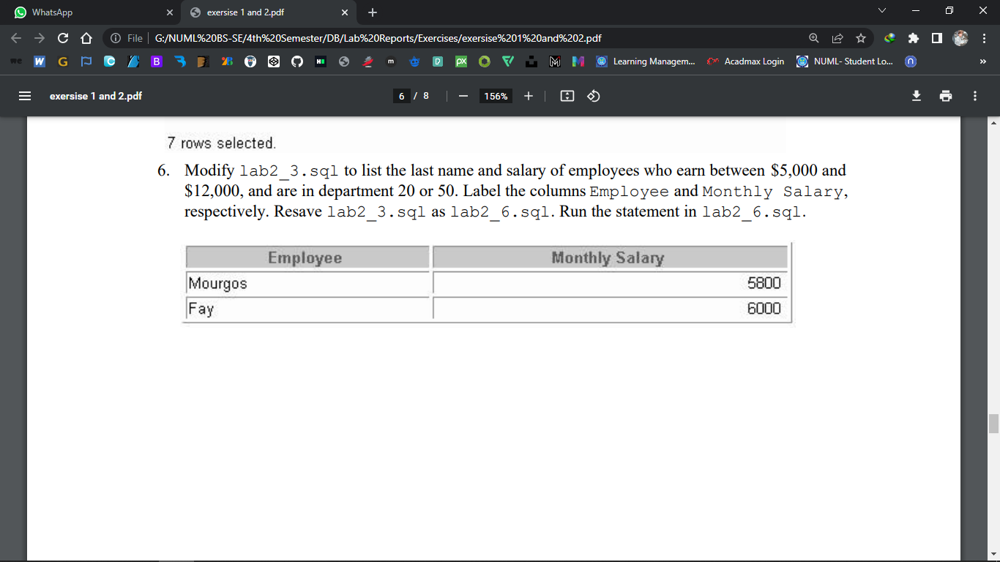 WhatsApp
exersise 1 and 2.pdf
File
G:/NUML%20BS-SE/4th%20Semester/DB/Lab%20Reports/Exercises/exersise%201%20and%202.pdf
Learning Managem...
Acadmax Login
NUML- Student Lo...
exersise 1 and 2.pdf
6 / 8
156%
7 rows selected.
6. Modify lab2_3.sql to list the last name and salary of employees who earn between $5,000 and
$12,000, and are in department 20 or 50. Label the columns Employee and Monthly Salary,
respectively. Resave lab2_3.sql as lab2_6.sql. Run the statement in lab2_6.sql.
Employee Monthly Salary
Mourgos 5800
Fay 6000